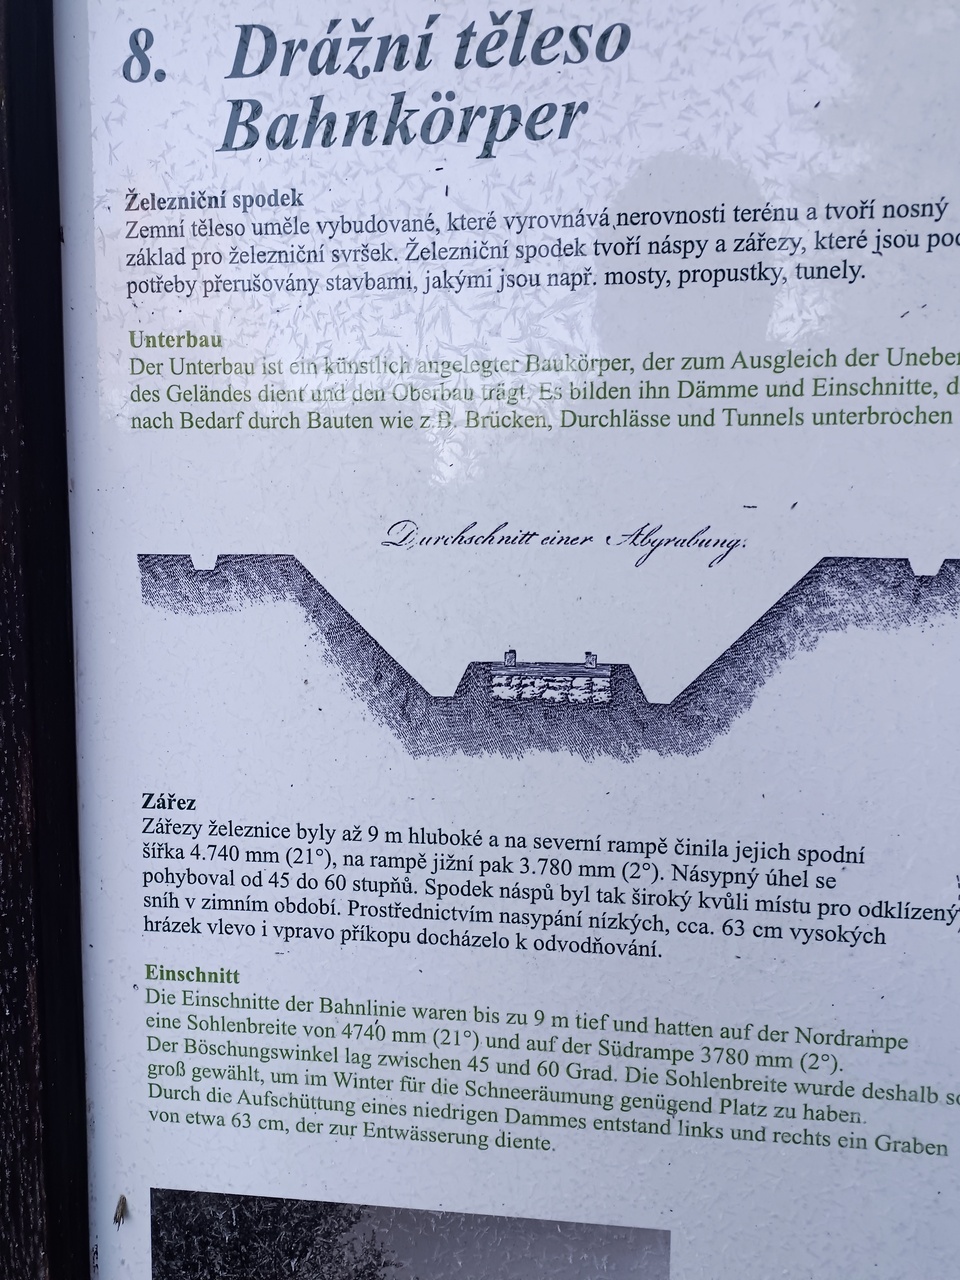 8. Drážní těleso
Bahnkörper
Železniční spodek
Zemní těleso uměle vybudované, které vyrovnává nerovnosti terénu a tvoří nosný
základ pro železniční svršek. Železniční spodek tvoří náspy a zářezy, které jsou pod
potřeby přerušovány stavbami, jakými jsou např. mosty, propustky, tunely.
Unterbau
Der Unterbau ist ein künstlich angelegter Baukörper, der zum Ausgleich der Uneben
des Geländes dient und den Oberbau trägt. Es bilden ihn Dämme und Einschnitte, d
nach Bedarf durch Bauten wie z.B. Brücken, Durchlässe und Tunnels unterbrochen
Durchschnitt einer Abgrabung.
Zářez
Zářezy železnice byly až 9 m hluboké a na severní rampě činila jejich spodní
šířka 4.740 mm (21°), na rampě jižní pak 3.780 mm (2°). Násypný úhel se
pohyboval od 45 do 60 stupňů. Spodek náspů byl tak široký kvůli místu pro odklízený
sníh v zimním období. Prostřednictvím nasypání nízkých, cca. 63 cm vysokých
hrázek vlevo i vpravo příkopu docházelo k odvodňování.
Einschnitt
Die Einschnitte der Bahnlinie waren bis zu 9 m tief und hatten auf der Nordrampe
eine Sohlenbreite von 4740 mm (21°) und auf der Südrampe 3780 mm (2°).
Der Böschungswinkel lag zwischen 45 und 60 Grad. Die Sohlenbreite wurde deshalb so
groß gewählt, um im Winter für die Schneeräumung genügend Platz zu haben.
Durch die Aufschüttung eines niedrigen Dammes entstand links und rechts ein Graben
von etwa 63 cm, der zur Entwässerung diente.